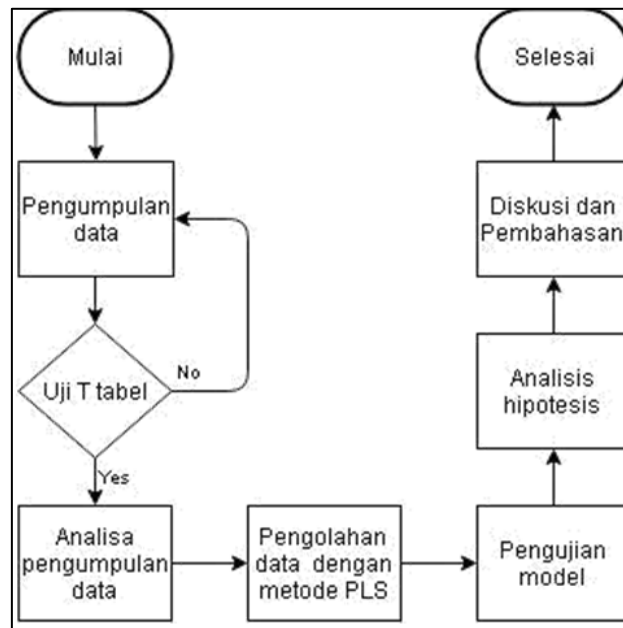 Mulai
Pengumpulan
data
Uji T tabel
No
Yes
Analisa
pengumpulan
data
Pengolahan
data dengan
metode PLS
Pengujian
model
Analisis
hipotesis
Diskusi dan
Pembahasan
Selesai